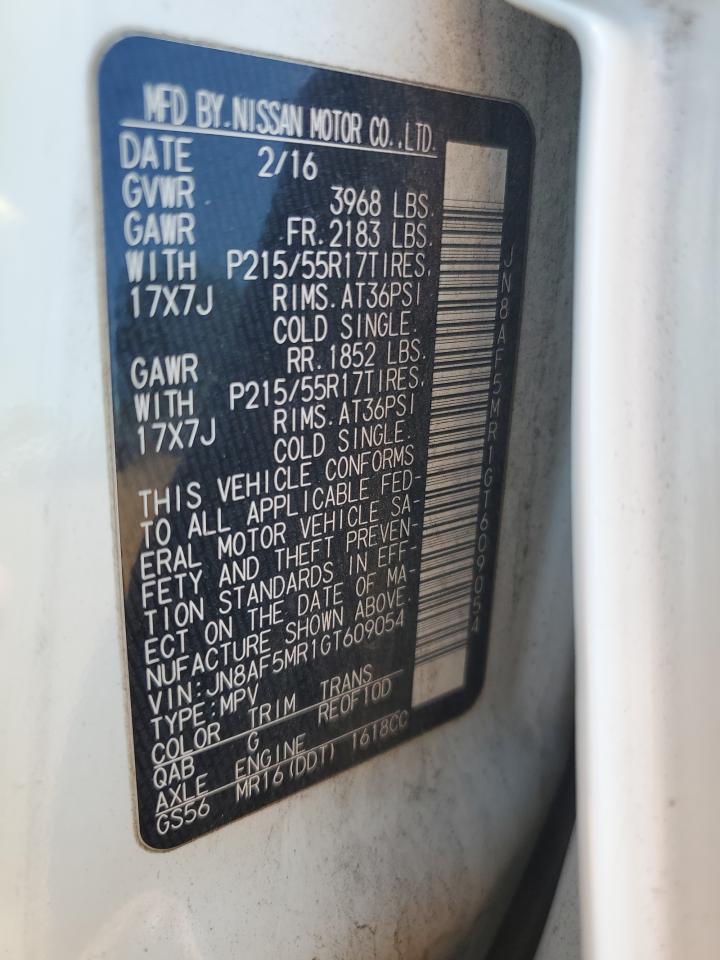 MFD BY. NISSAN MOTOR CO.,LTD.
DATE 2/16
GVWR 3968 LBS.
GAWR FR. 2183 LBS.
WITH P215/55R17TIRES,
17X7J RIMS. AT36PSI
COLD SINGLE.
GAWR RR. 1852 LBS.
WITH P215/55R17TIRES,
17X7J RIMS. AT36PSI
COLD SINGLE.
THIS VEHICLE CONFORMS
TO ALL APPLICABLE FED-
ERAL MOTOR VEHICLE SA-
FETY AND THEFT PREVEN-
TION STANDARDS IN EFF-
ECT ON THE DATE OF MA-
NUFACTURE SHOWN ABOVE.
VIN:JN8AF5MR1GT609054
TYPE:MPV
COLOR TRIM TRANS
QAB G RE0F10D
AXLE ENGINE
GS56 MR16(DDT) 1618CC
JN8AF5MR1GT609054